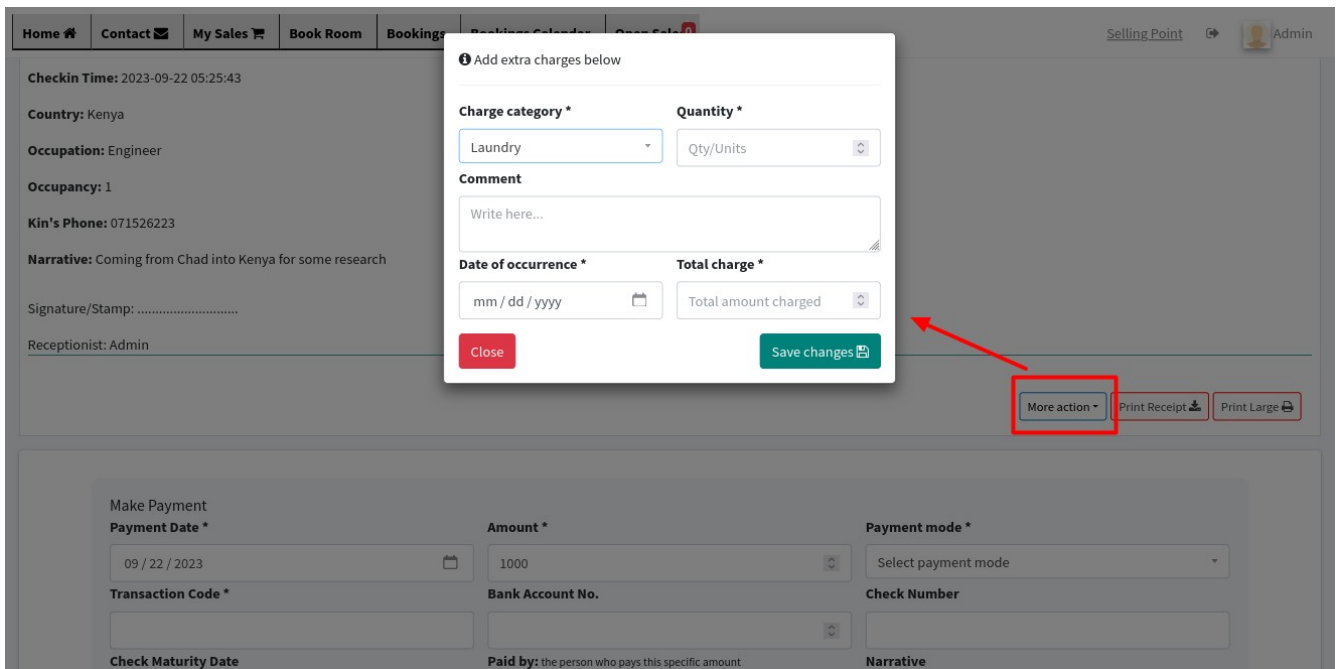 Home Contact My Sales Book Room Bookings Bookings Calender Open Sale 0 Selling Point Admin
Checkin Time: 2023-09-22 05:25:43
Country: Kenya
Occupation: Engineer
Occupancy: 1
Kin's Phone: 071526223
Narrative: Coming from Chad into Kenya for some research
Signature/Stamp: ............................
Receptionist: Admin
Add extra charges below
Charge category * Quantity *
Laundry Qty/Units
Comment
Write here...
Date of occurrence * Total charge *
mm / dd / yyyy Total amount charged
Close Save changes
More action Print Receipt Print Large
Make Payment
Payment Date * Amount * Payment mode *
09 / 22 / 2023 1000 Select payment mode
Transaction Code * Bank Account No. Check Number
Check Maturity Date Paid by: the person who pays this specific amount Narrative